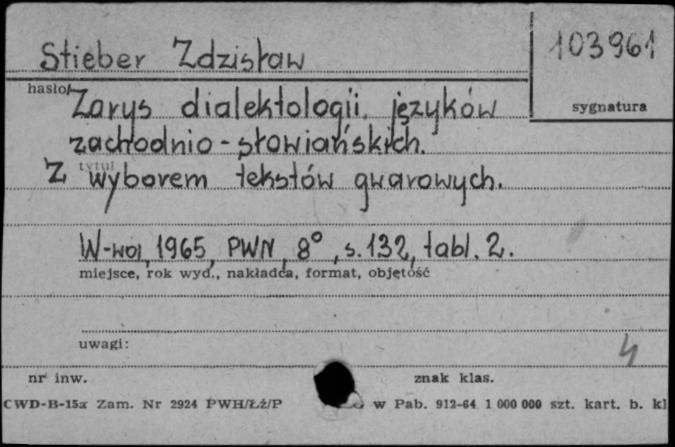 Stieber Zdzisław
103961
hasło
sygnatura
Zarys dialektologii języków
zachodnio-słowiańskich.
tytuł
Z wyborem tekstów gwarowych.
W-wa, 1965, PWN, 8°, s. 132, tabl. 2.
miejsce, rok wyd., nakładca, format, objętość
uwagi:
4
nr inw.
znak klas.
CWD-B-15a Zam. Nr 2924 PWH/Łź/P
w Pab. 912-64 1 000 000 szt. kart. b. kl